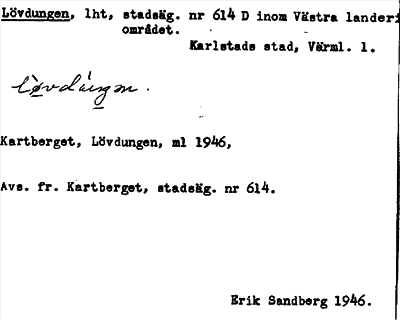 Lövdungen, lht, stadsäg. nr 614 D inom Västra landeri
området.
Karlstads stad, Värml. l.
Kartberget, Lövdungen, ml 1946,
Avs. fr. Kartberget, stadsäg. nr 614.
Erik Sandberg 1946.